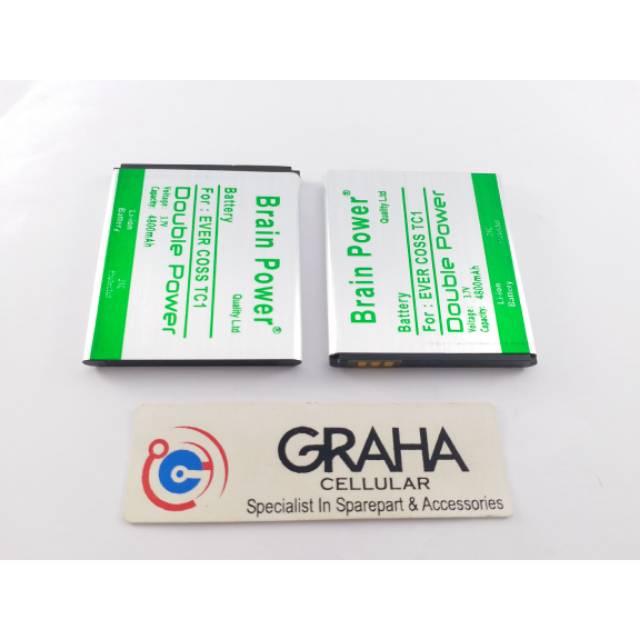 Brain Power®
Quality Ltd
Battery
For : EVER COSS TC1
Double Power
Voltage: 3.7V
Capacity: 4800mAh
Li-ion
Battery
Brain Power®
Quality Ltd
Battery
For : EVER COSS TC1
Double Power
Voltage: 3.7V
Capacity: 4800mAh
Li-ion
Battery
GRAHA
CELLULAR
Specialist In Sparepart & Accessories